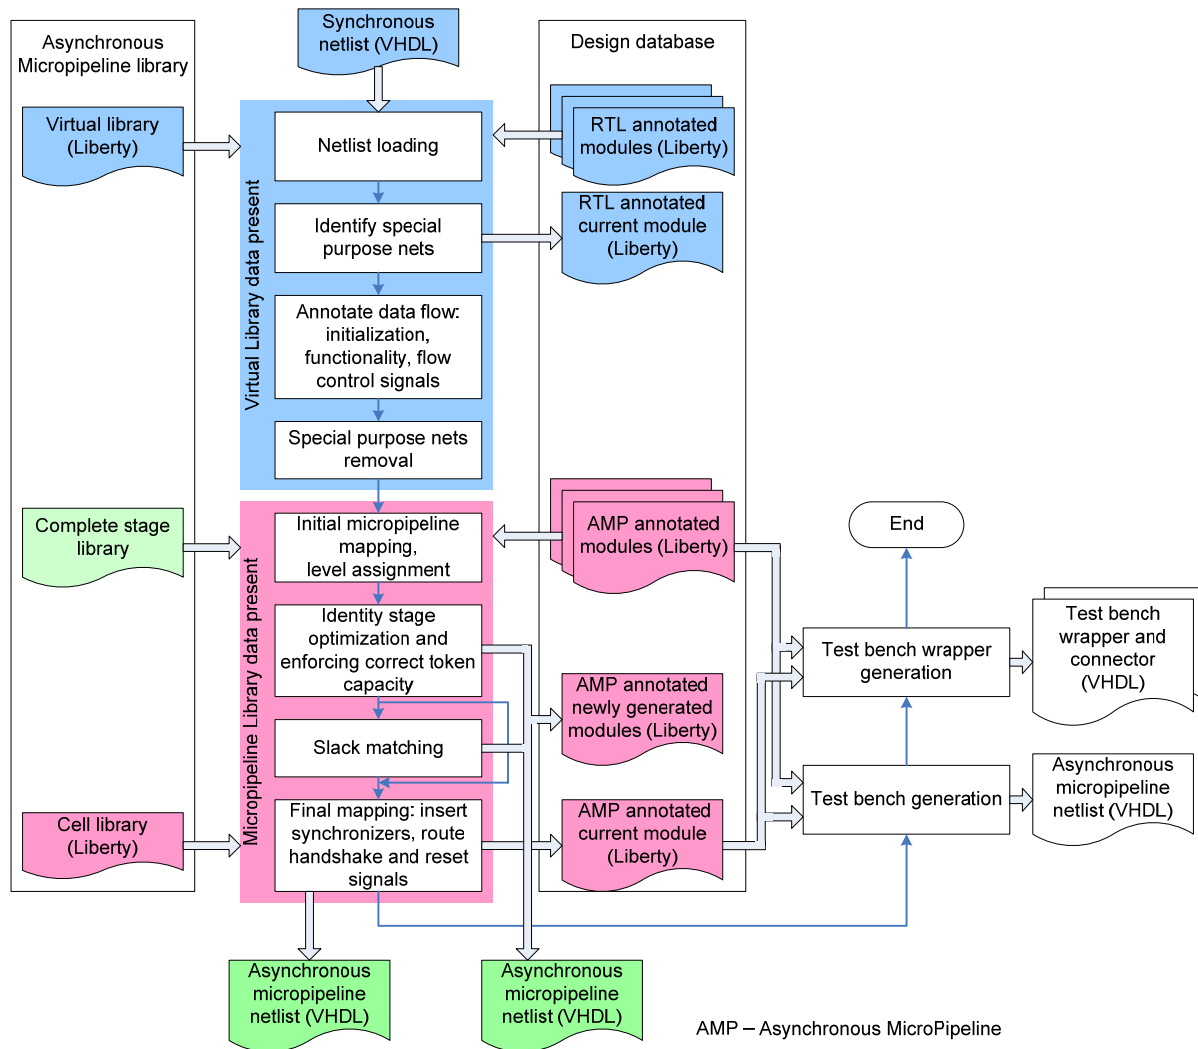 Asynchronous
Micropipeline library
Synchronous
netlist (VHDL)
Design database
Virtual library
(Liberty)
Virtual Library data present
Netlist loading
RTL annotated
modules (Liberty)
Identify special
purpose nets
RTL annotated
current module
(Liberty)
Annotate data flow:
initialization,
functionality, flow
control signals
Special purpose nets
removal
Complete stage
library
Micropipeline Library data present
Initial micropipeline
mapping,
level assignment
AMP annotated
modules (Liberty)
End
Identity stage
optimization and
enforcing correct token
capacity
Test bench wrapper
generation
Test bench
wrapper and
connector
(VHDL)
AMP annotated
newly generated
modules (Liberty)
Slack matching
Cell library
(Liberty)
Final mapping: insert
synchronizers, route
handshake and reset
signals
AMP annotated
current module
(Liberty)
Test bench generation
Asynchronous
micropipeline
netlist (VHDL)
Asynchronous
micropipeline
netlist (VHDL)
Asynchronous
micropipeline
netlist (VHDL)
AMP – Asynchronous MicroPipeline